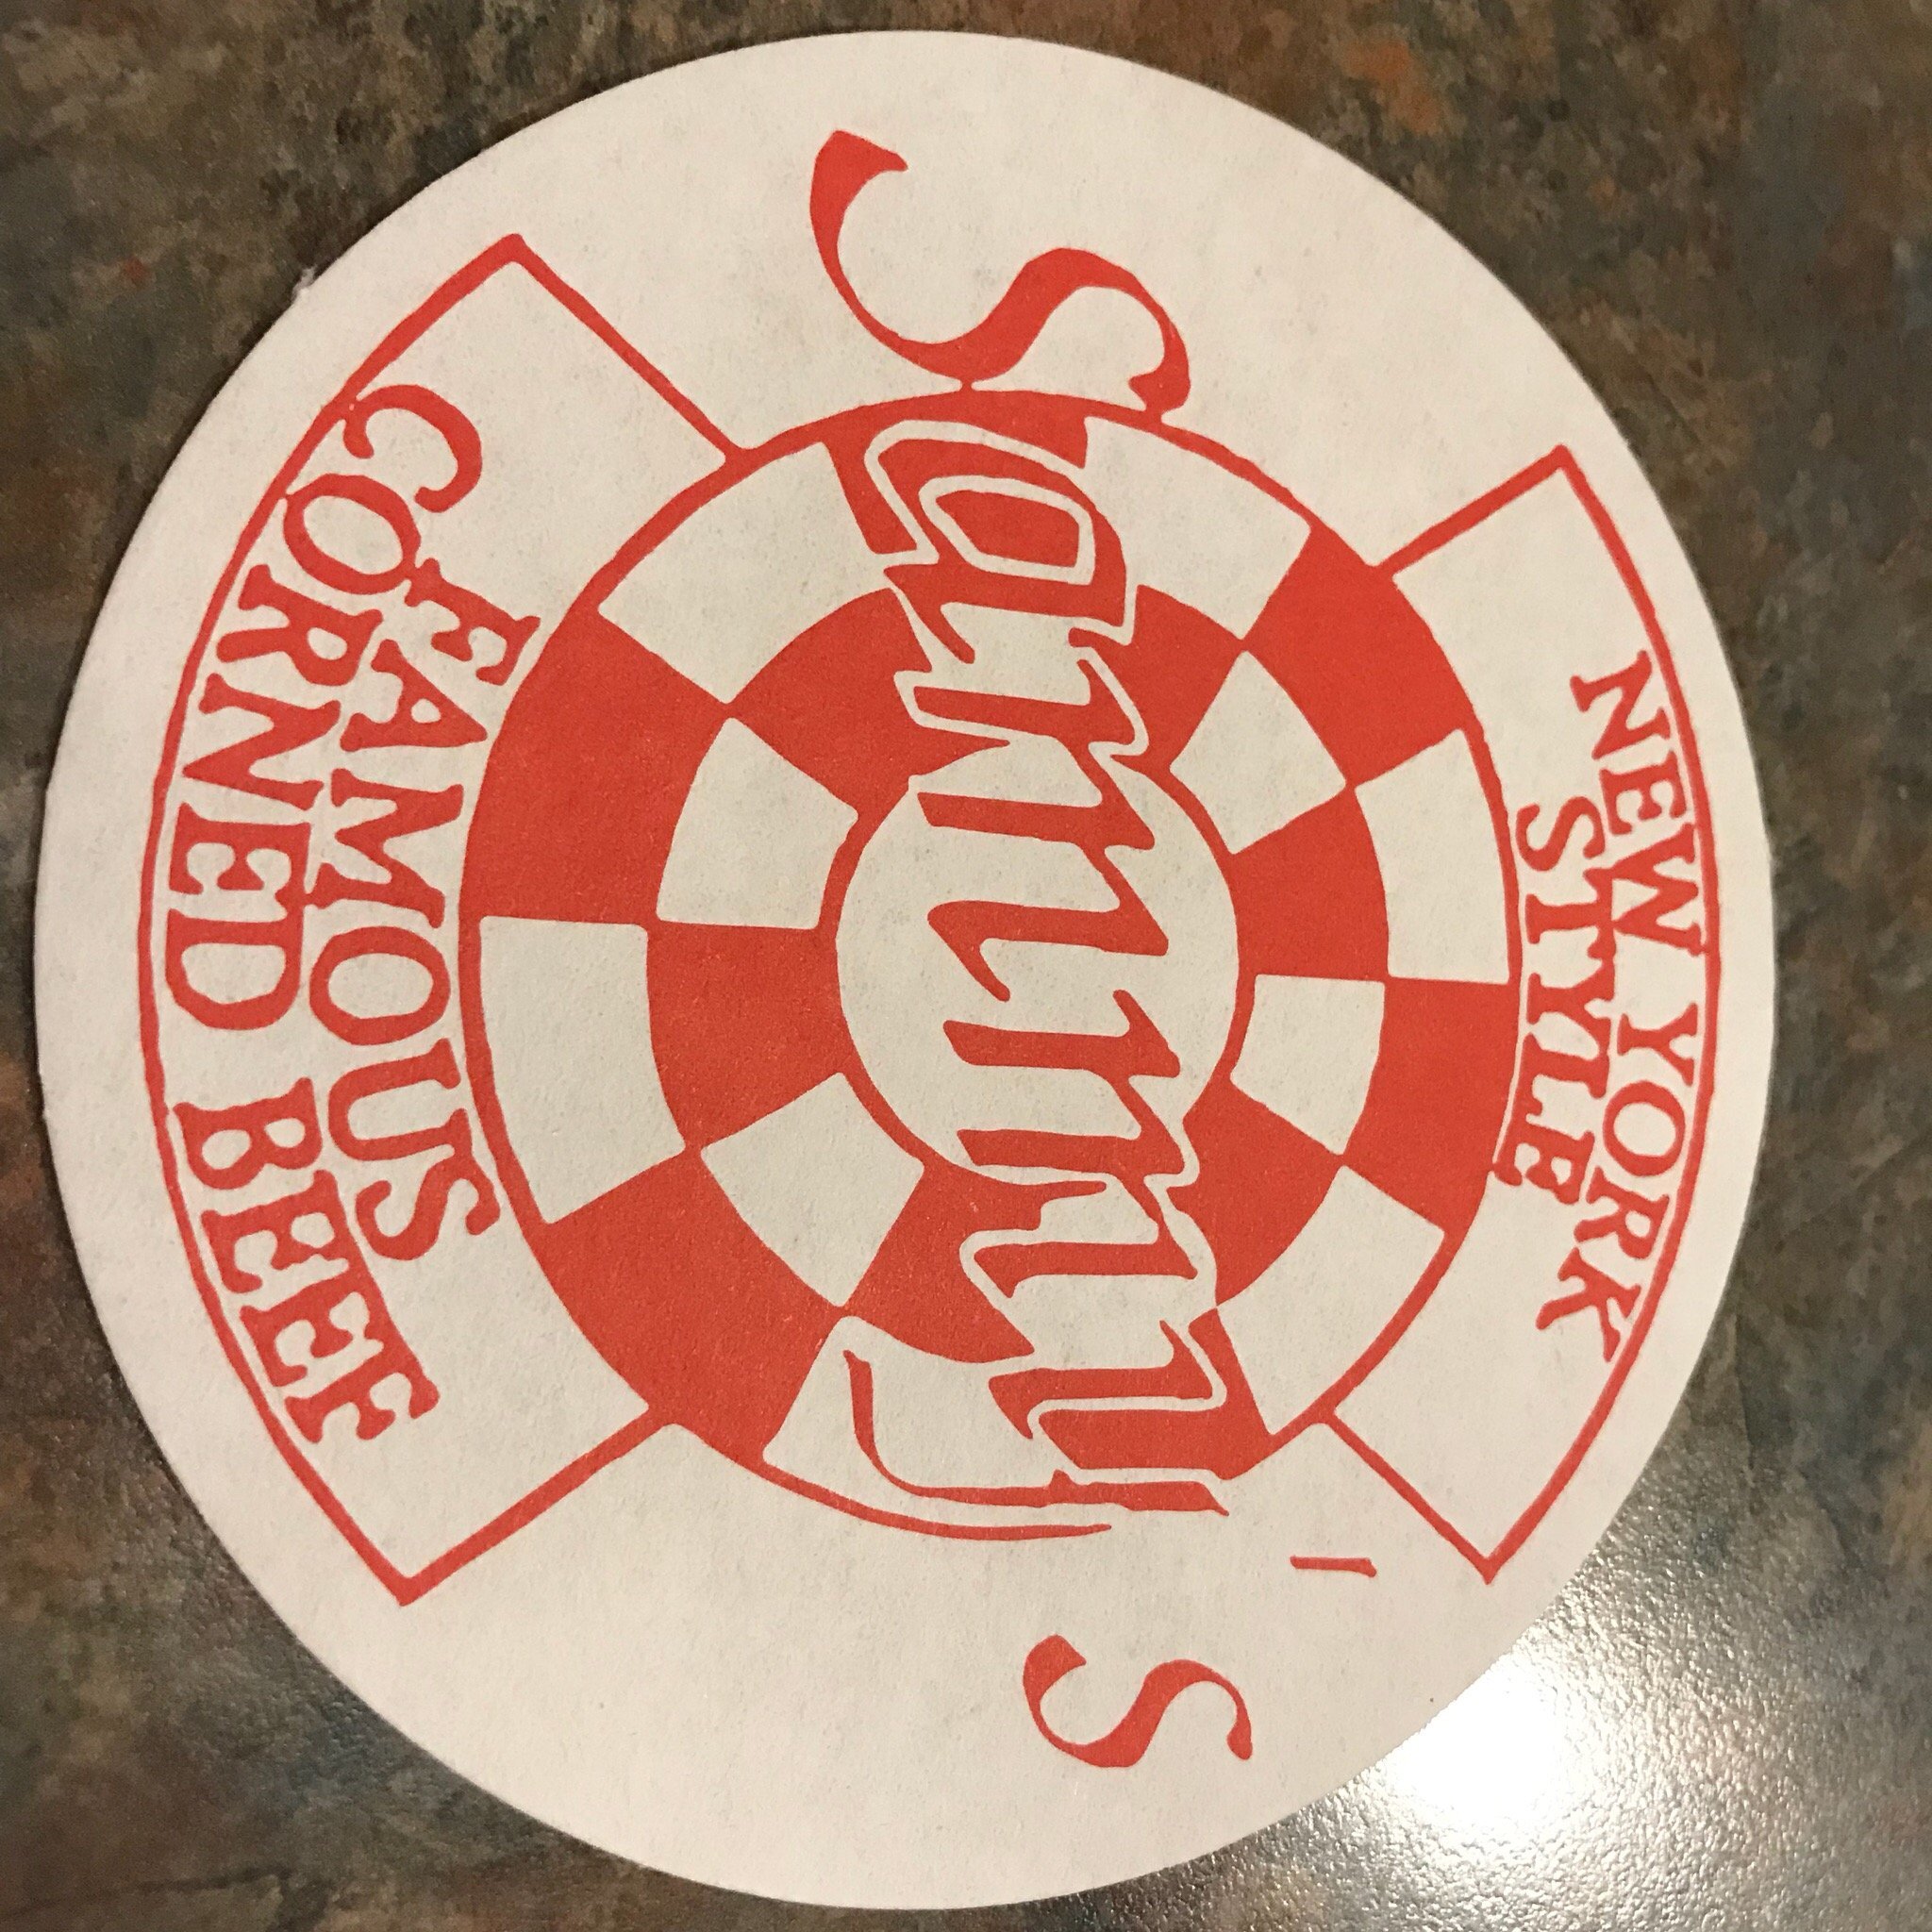 NEW YORK
STYLE
Sammy's
FAMOUS
CORNED BEEF